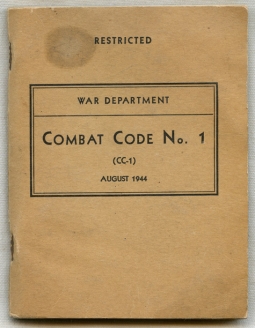 RESTRICTED
WAR DEPARTMENT
COMBAT CODE No. 1
(CC-1)
AUGUST 1944